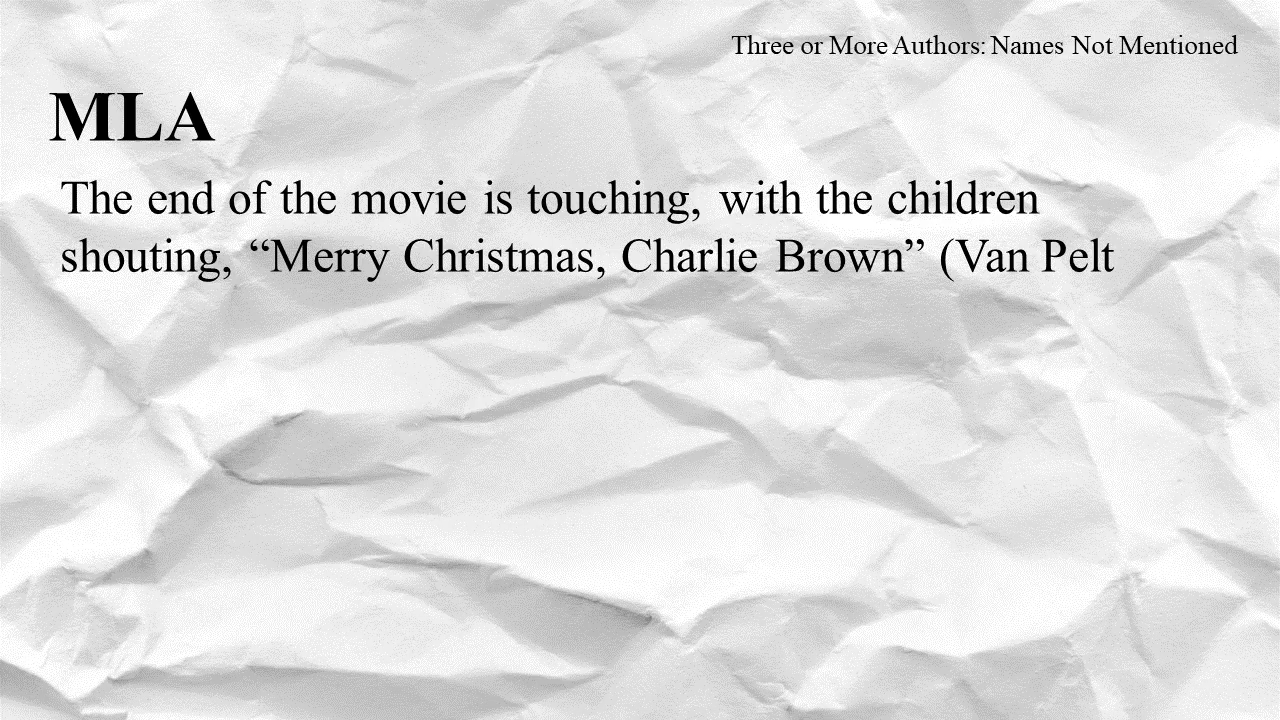 Three or More Authors: Names Not Mentioned
MLA
The end of the movie is touching, with the children
shouting, “Merry Christmas, Charlie Brown” (Van Pelt